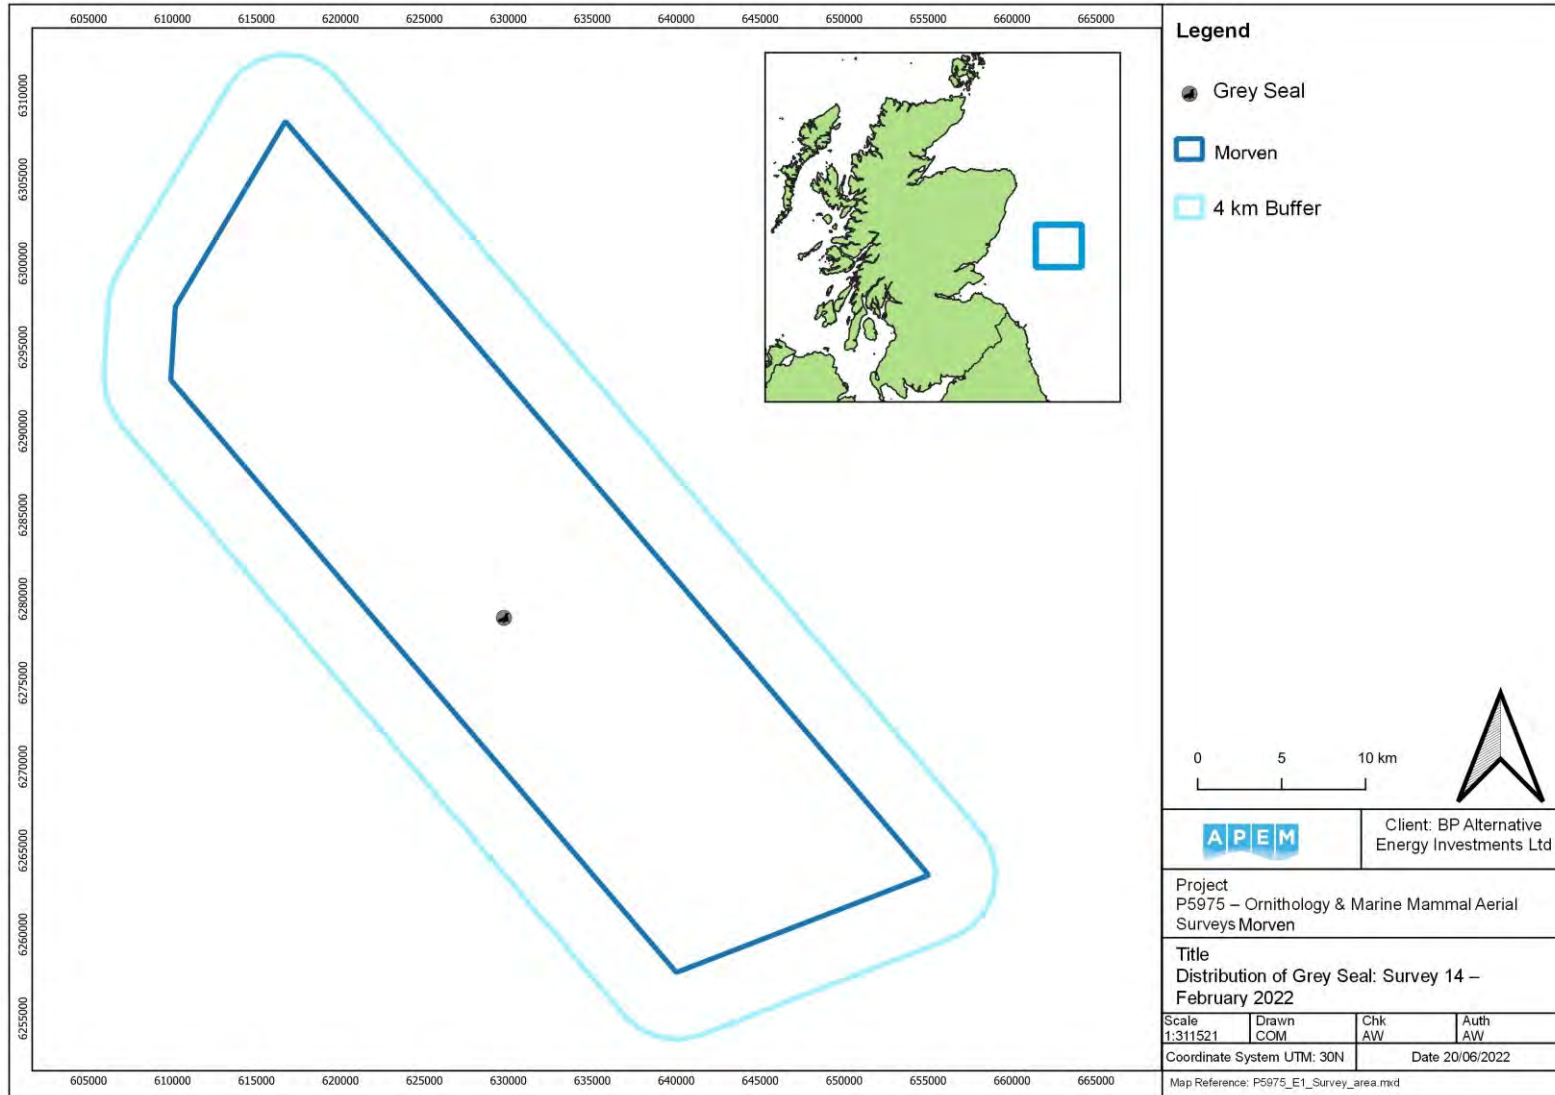 605000 610000 615000 620000 625000 630000 635000 640000 645000 650000 655000 660000 665000
6310000
6305000
6300000
6295000
6290000
6285000
6280000
6275000
6270000
6265000
6260000
6255000
605000 610000 615000 620000 625000 630000 635000 640000 645000 650000 655000 660000 665000
Legend
Grey Seal
Morven
4 km Buffer
0 5 10 km
APEM
Client: BP Alternative
Energy Investments Ltd
Project
P5975 – Ornithology & Marine Mammal Aerial
Surveys Morven
Title
Distribution of Grey Seal: Survey 14 –
February 2022
Scale Drawn Chk Auth
1:311521 COM AW AW
Coordinate System UTM: 30N Date 20/06/2022
Map Reference: P5975_E1_Survey_area.mxd